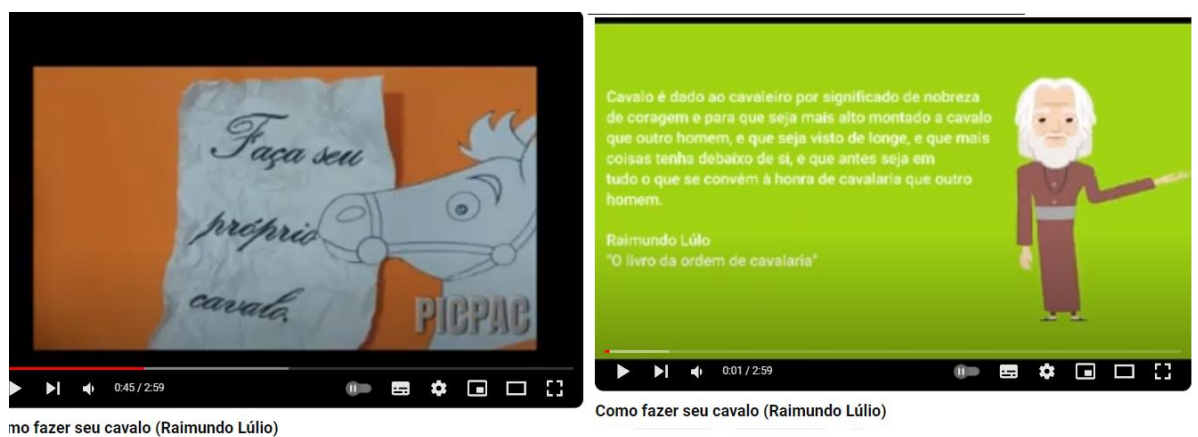 Faça seu
próprio
cavalo.
PICPAC
0:45 / 2:59
mo fazer seu cavalo (Raimundo Lúlio)
Cavalo é dado ao cavaleiro por significado de nobreza
de coragem e para que seja mais alto montado a cavalo
que outro homem, e que seja visto de longe, e que mais
coisas tenha debaixo de si, e que antes seja em
tudo o que se convém à honra de cavalaria que outro
homem.
Raimundo Lúlo
"O livro da ordem de cavalaria"
0:01 / 2:59
Como fazer seu cavalo (Raimundo Lúlio)